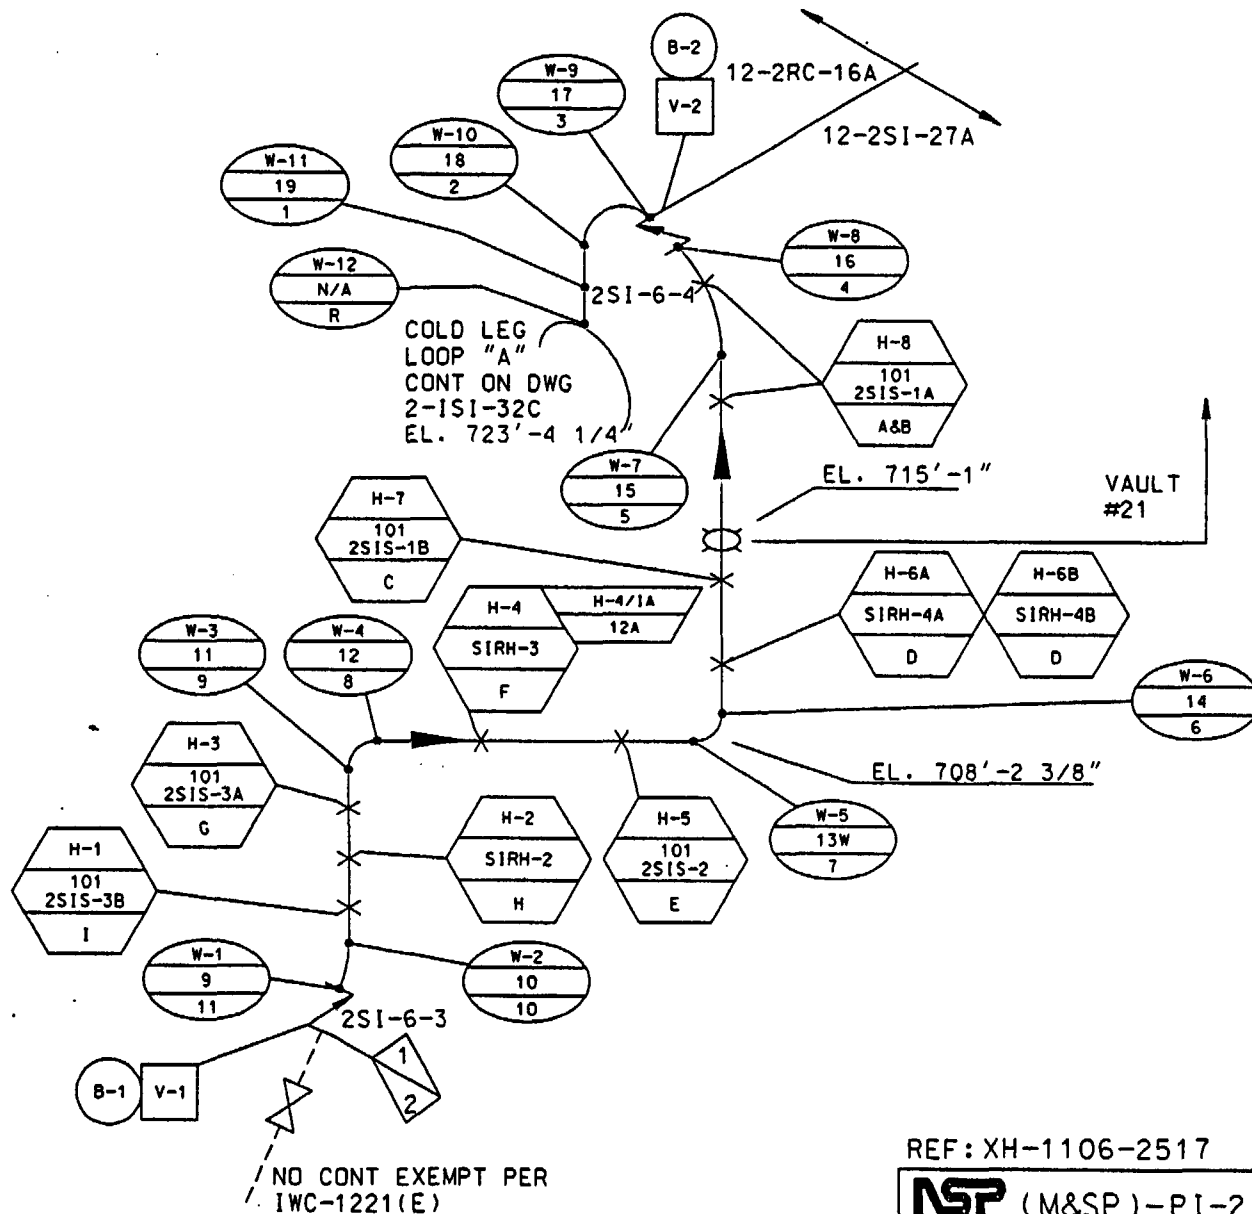 B-2
V-2
12-2RC-16A
12-2SI-27A
W-9
17
3
W-10
18
2
W-11
19
1
W-12
N/A
R
W-8
16
4
2SI-6-4
COLD LEG
LOOP "A"
CONT ON DWG
2-ISI-32C
EL. 723'-4 1/4"
H-8
101
2SIS-1A
A&B
W-7
15
5
EL. 715'-1"
VAULT
#21
H-7
101
2SIS-1B
C
H-4
SIRH-3
F
H-4/IA
12A
H-6A
SIRH-4A
D
H-6B
SIRH-4B
D
W-3
11
9
W-4
12
8
W-6
14
6
H-3
101
2SIS-3A
G
EL. 708'-2 3/8"
H-1
101
2SIS-3B
I
H-2
SIRH-2
H
H-5
101
2SIS-2
E
W-5
13W
7
W-1
9
11
W-2
10
10
2SI-6-3
B-1
V-1
1
2
NO CONT EXEMPT PER
IWC-1221(E)
REF: XH-1106-2517
NSP (M&SP)-PI-2